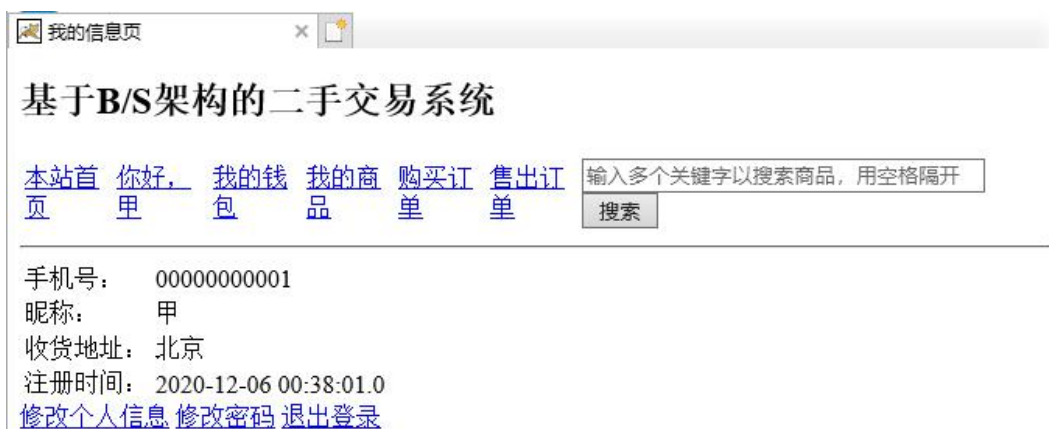 我的信息页
基于B/S架构的二手交易系统
本站首页 你好，甲 我的钱包 我的商品 购买订单 售出订单 输入多个关键字以搜索商品，用空格隔开
搜索
手机号： 00000000001
昵称： 甲
收货地址： 北京
注册时间： 2020-12-06 00:38:01.0
修改个人信息 修改密码 退出登录